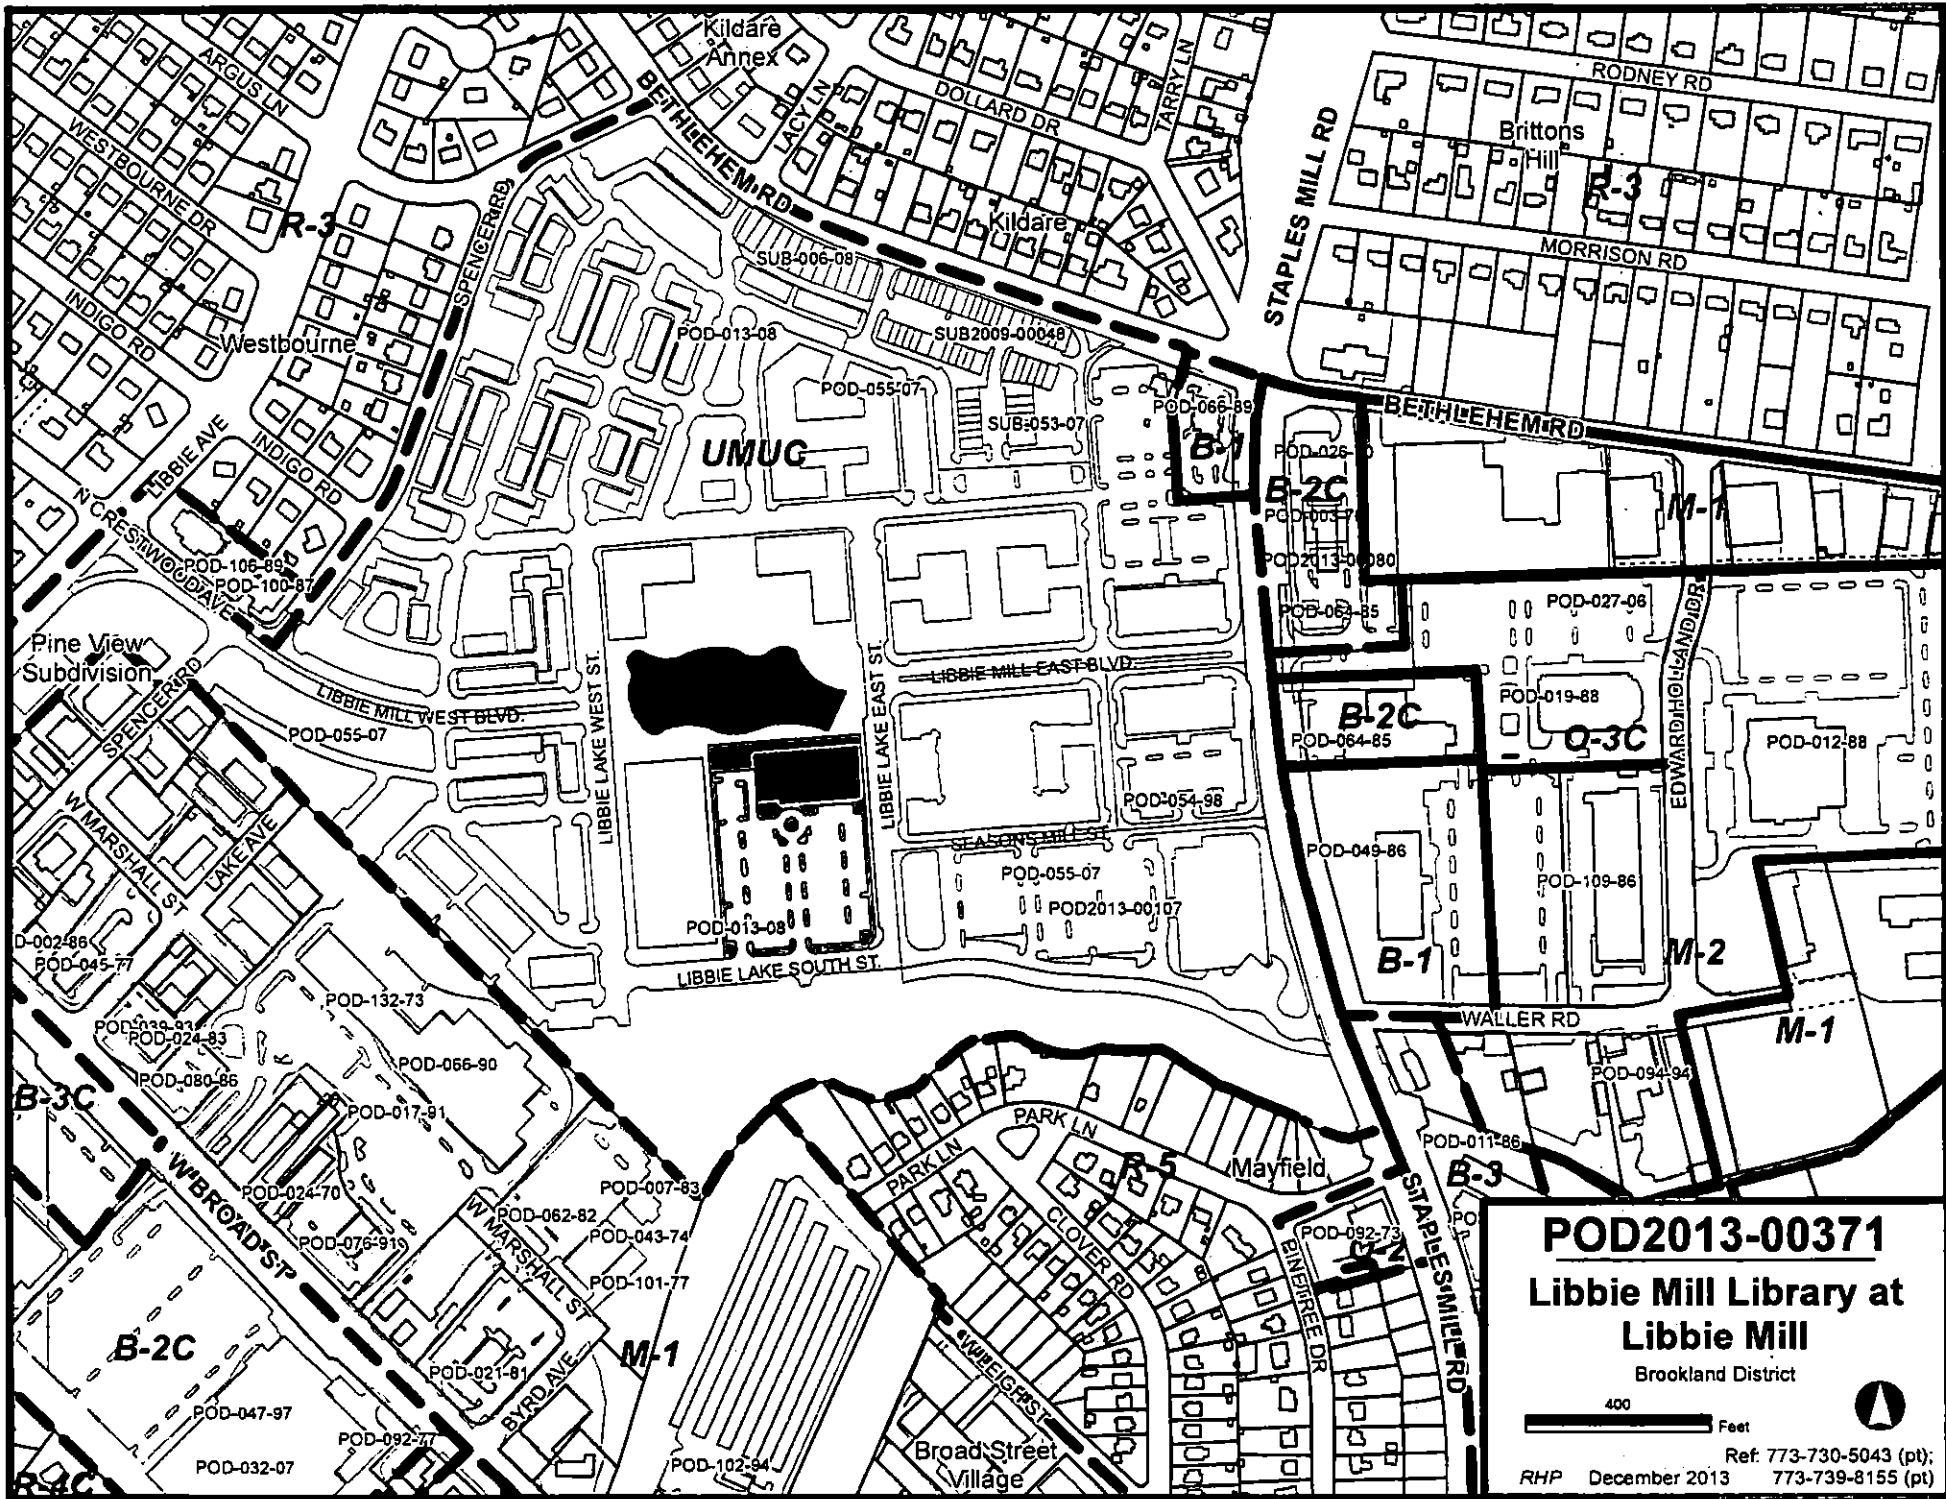 Kildare
Annex
ARGUS LN
BETHLEHEM RD
LACY LN
DOLLARD DR
TARRY LN
RODNEY RD
STAPLES MILL RD
Brittons
Hill
R-3
WESTBOURNE DR
R-3
SPENCER RD
Kildare
MORRISON RD
SUB-006-08
INDIGO RD
Westbourne
POD-013-08
SUB2009-00048
POD-055-07
POD-066-89
BETHLEHEM RD
SUB-053-07
LIBBIE AVE
INDIGO RD
UMUC
B-1
B-2C
M-1
N CRESTWOOD AVE
POD-106-89
POD-100-87
POD2013-00080
POD-064-85
POD-027-06
EDWARD HOLLAND DR
Pine View
Subdivision
SPENCER RD
LIBBIE MILL WEST BLVD.
LIBBIE LAKE WEST ST.
LIBBIE LAKE EAST ST.
LIBBIE MILL EAST BLVD.
POD-055-07
POD-019-88
B-2C
POD-064-85
O-3C
POD-012-88
W MARSHALL ST
LAKE AVE
POD-054-98
SEASONS MILL ST.
POD-049-86
POD-055-07
POD-109-86
POD2013-00107
POD-013-08
D-002-86
POD-045-77
LIBBIE LAKE SOUTH ST.
B-1
M-2
POD-132-73
POD-039-93
POD-024-83
WALLER RD
M-1
POD-066-90
POD-080-86
POD-094-94
B-3C
POD-017-91
PARK LN
POD-011-86
PARK LN
R-5
Mayfield
B-3
W BROAD ST
POD-024-70
POD-007-83
POD-062-82
POD-043-74
POD-076-91
W MARSHALL ST
POD-101-77
CLOVER RD
PINETREE DR
POD-092-73
STAPLES MILL RD
PO
B-2C
M-1
POD-021-81
BYRD AVE
POD-047-97
POD-092-77
POD-032-07
POD-102-94
R-4C
Broad Street
Village
POD2013-00371
Libbie Mill Library at
Libbie Mill
Brookland District
400
Feet
Ref: 773-730-5043 (pt);
RHP December 2013 773-739-8155 (pt)